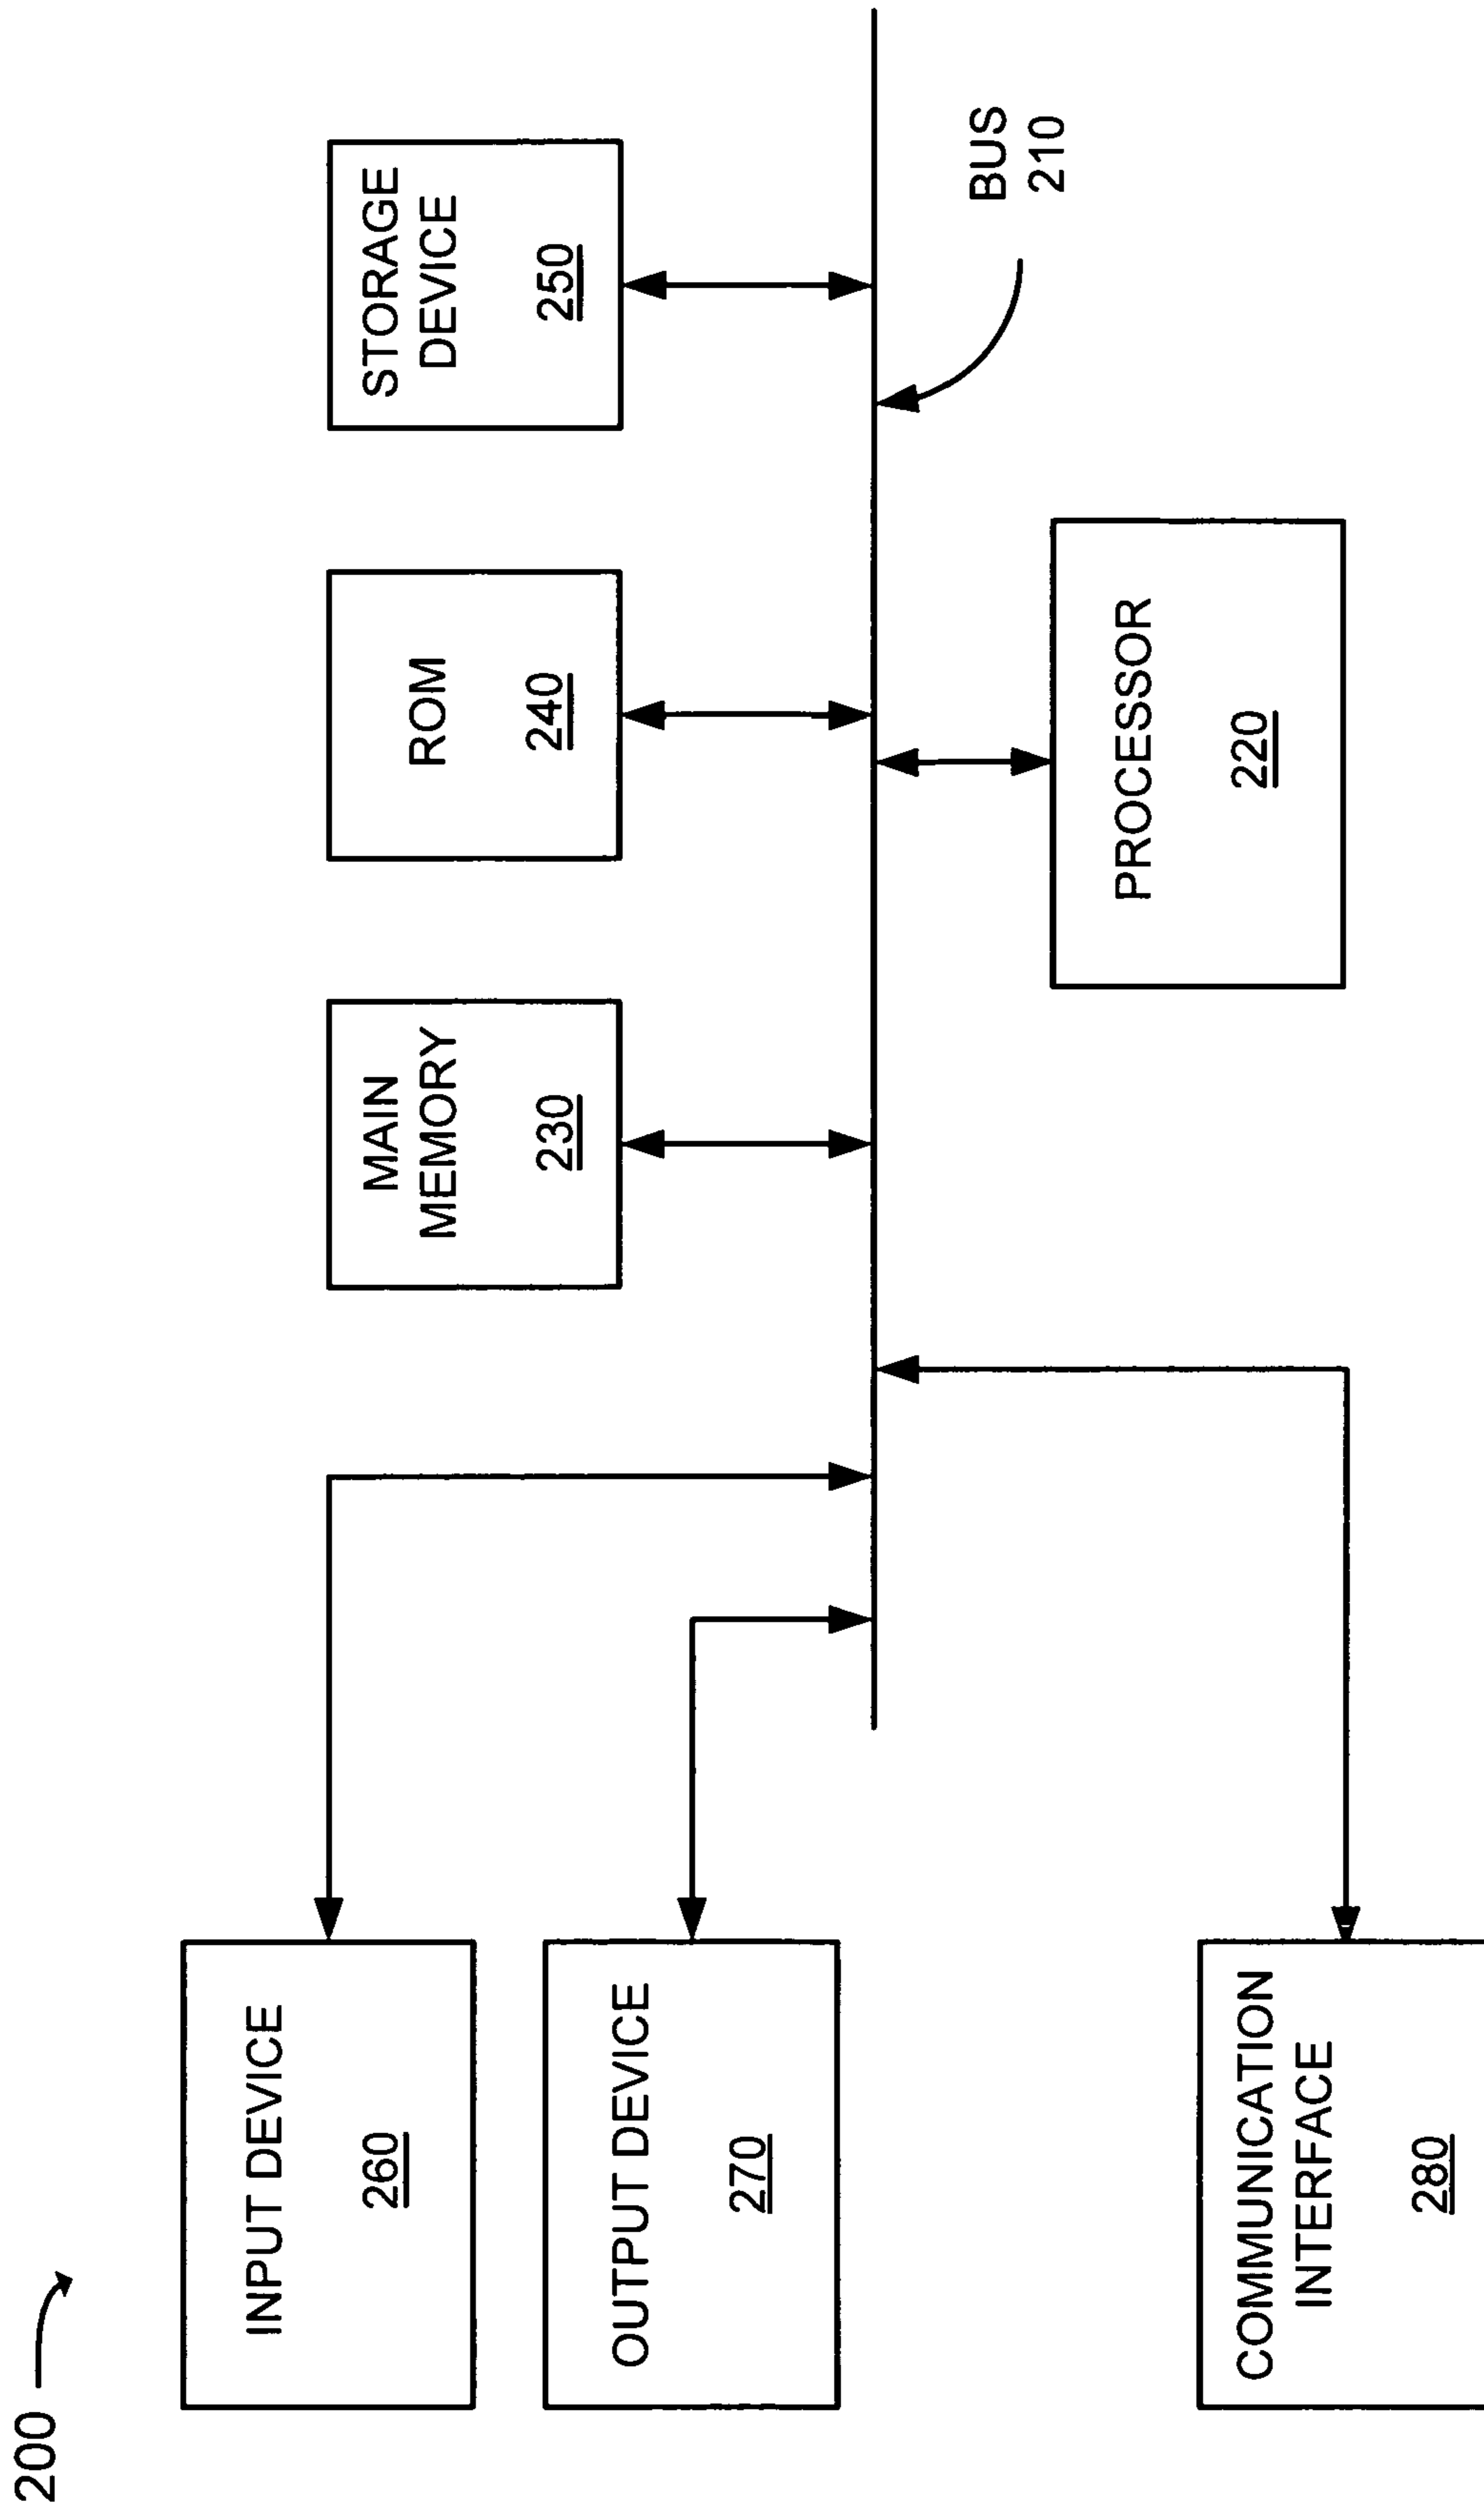 200
INPUT DEVICE
260
OUTPUT DEVICE
270
COMMUNICATION
INTERFACE
280
MAIN
MEMORY
230
ROM
240
STORAGE
DEVICE
250
PROCESSOR
220
BUS
210